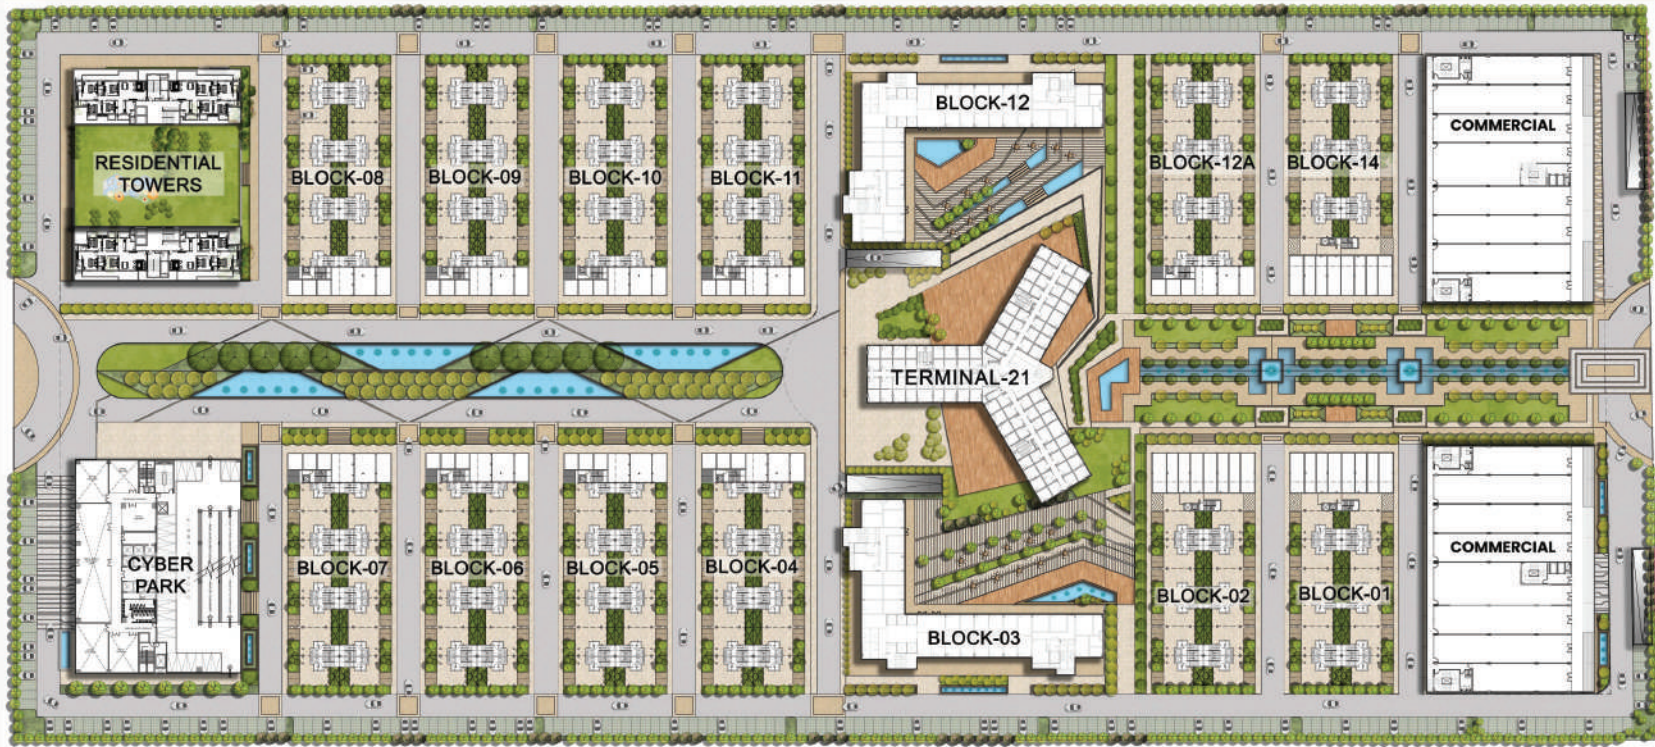 BLOCK-12
COMMERCIAL
RESIDENTIAL
TOWERS
BLOCK-08
BLOCK-09
BLOCK-10
BLOCK-11
BLOCK-12A
BLOCK-14
TERMINAL-21
CYBER
PARK
BLOCK-07
BLOCK-06
BLOCK-05
BLOCK-04
BLOCK-03
BLOCK-02
BLOCK-01
COMMERCIAL